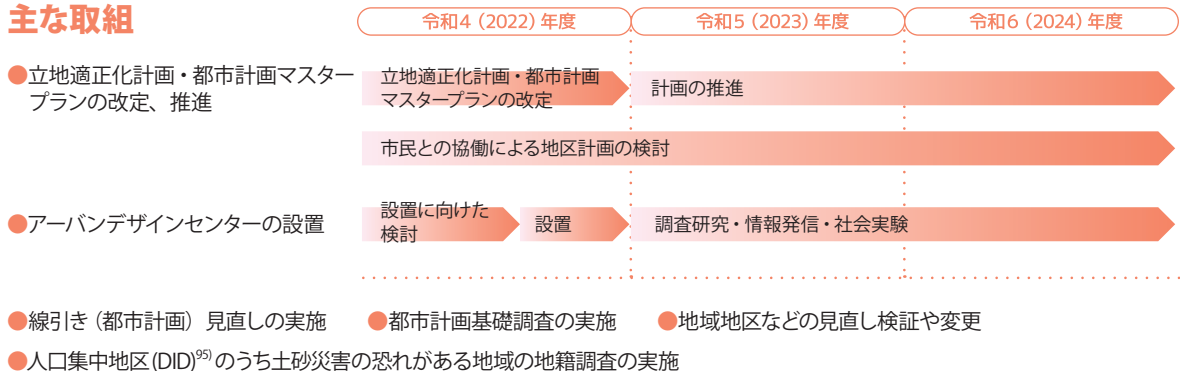 主な取組
令和4（2022）年度 令和5（2023）年度 令和6（2024）年度
●立地適正化計画・都市計画マスター
プランの改定、推進
立地適正化計画・都市計画
マスタープランの改定
計画の推進
市民との協働による地区計画の検討
●アーバンデザインセンターの設置
設置に向けた
検討
設置
調査研究・情報発信・社会実験
●線引き（都市計画）見直しの実施 ●都市計画基礎調査の実施 ●地域地区などの見直し検証や変更
●人口集中地区(DID)95)のうち土砂災害の恐れがある地域の地籍調査の実施